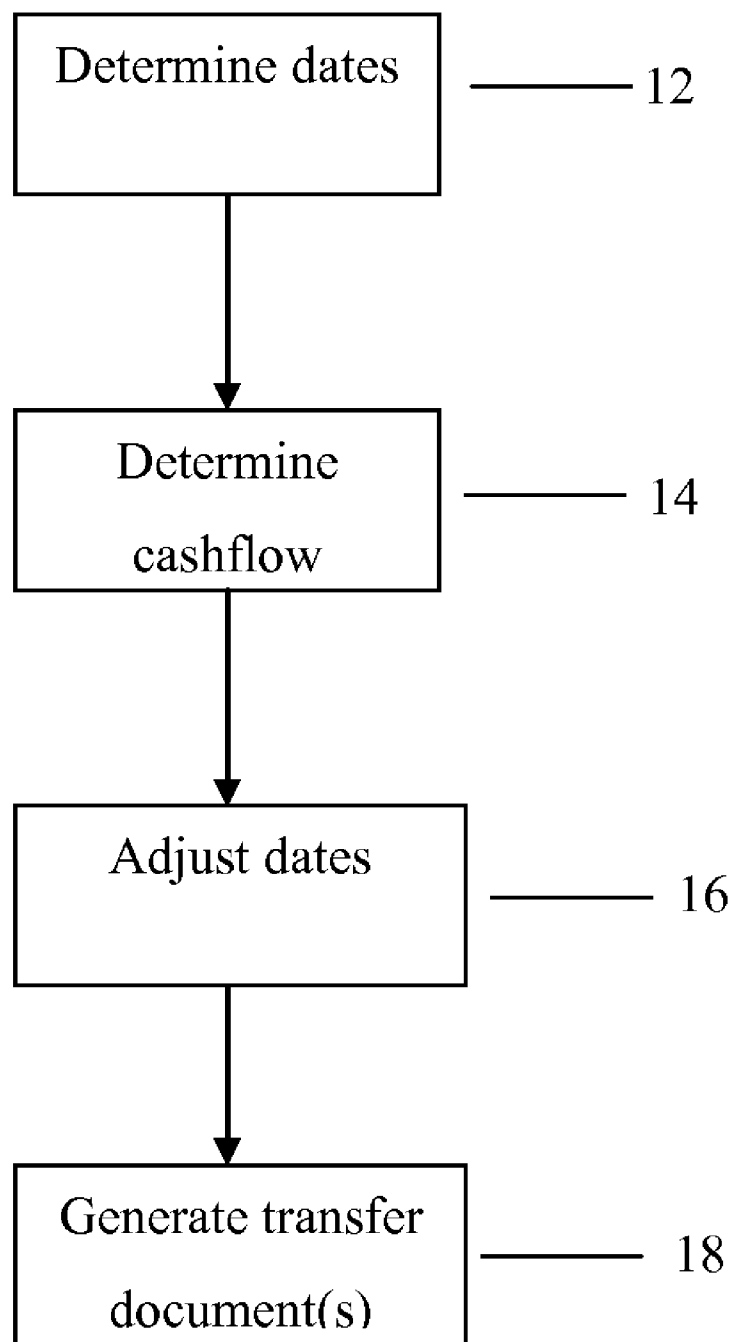 Determine dates
12
Determine
cashflow
14
Adjust dates
16
Generate transfer
document(s)
18